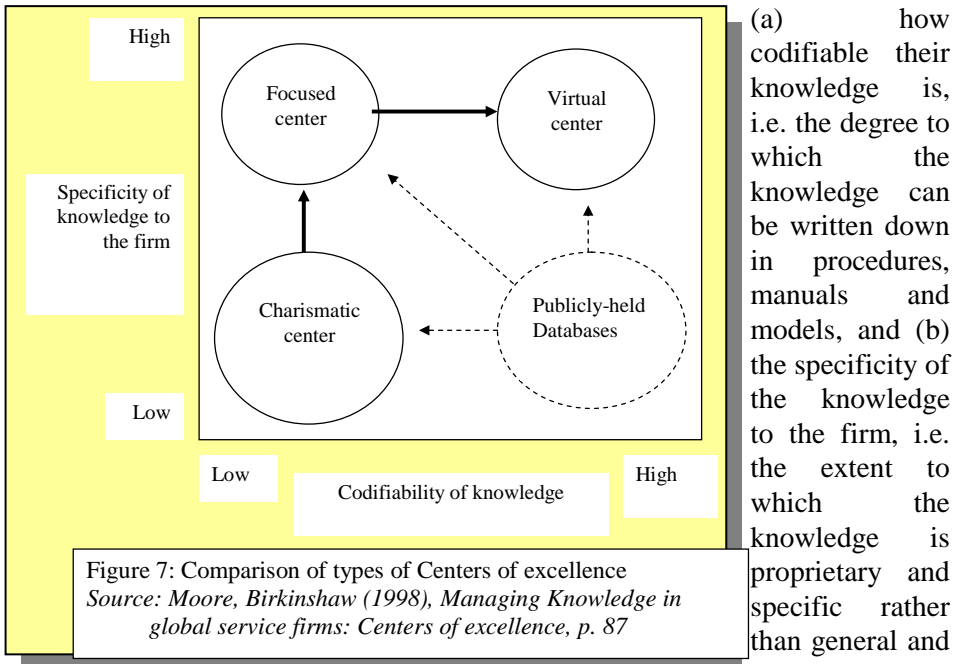 High
Focused
center
Virtual
center
Specificity of
knowledge to
the firm
Charismatic
center
Publicly-held
Databases
Low
Low
High
Codifiability of knowledge
Figure 7: Comparison of types of Centers of excellence
Source: Moore, Birkinshaw (1998), Managing Knowledge in
global service firms: Centers of excellence, p. 87
(a) how
codifiable their
knowledge is,
i.e. the degree to
which the
knowledge can
be written down
in procedures,
manuals and
models, and (b)
the specificity of
the knowledge
to the firm, i.e.
the extent to
which the
knowledge is
proprietary and
specific rather
than general and